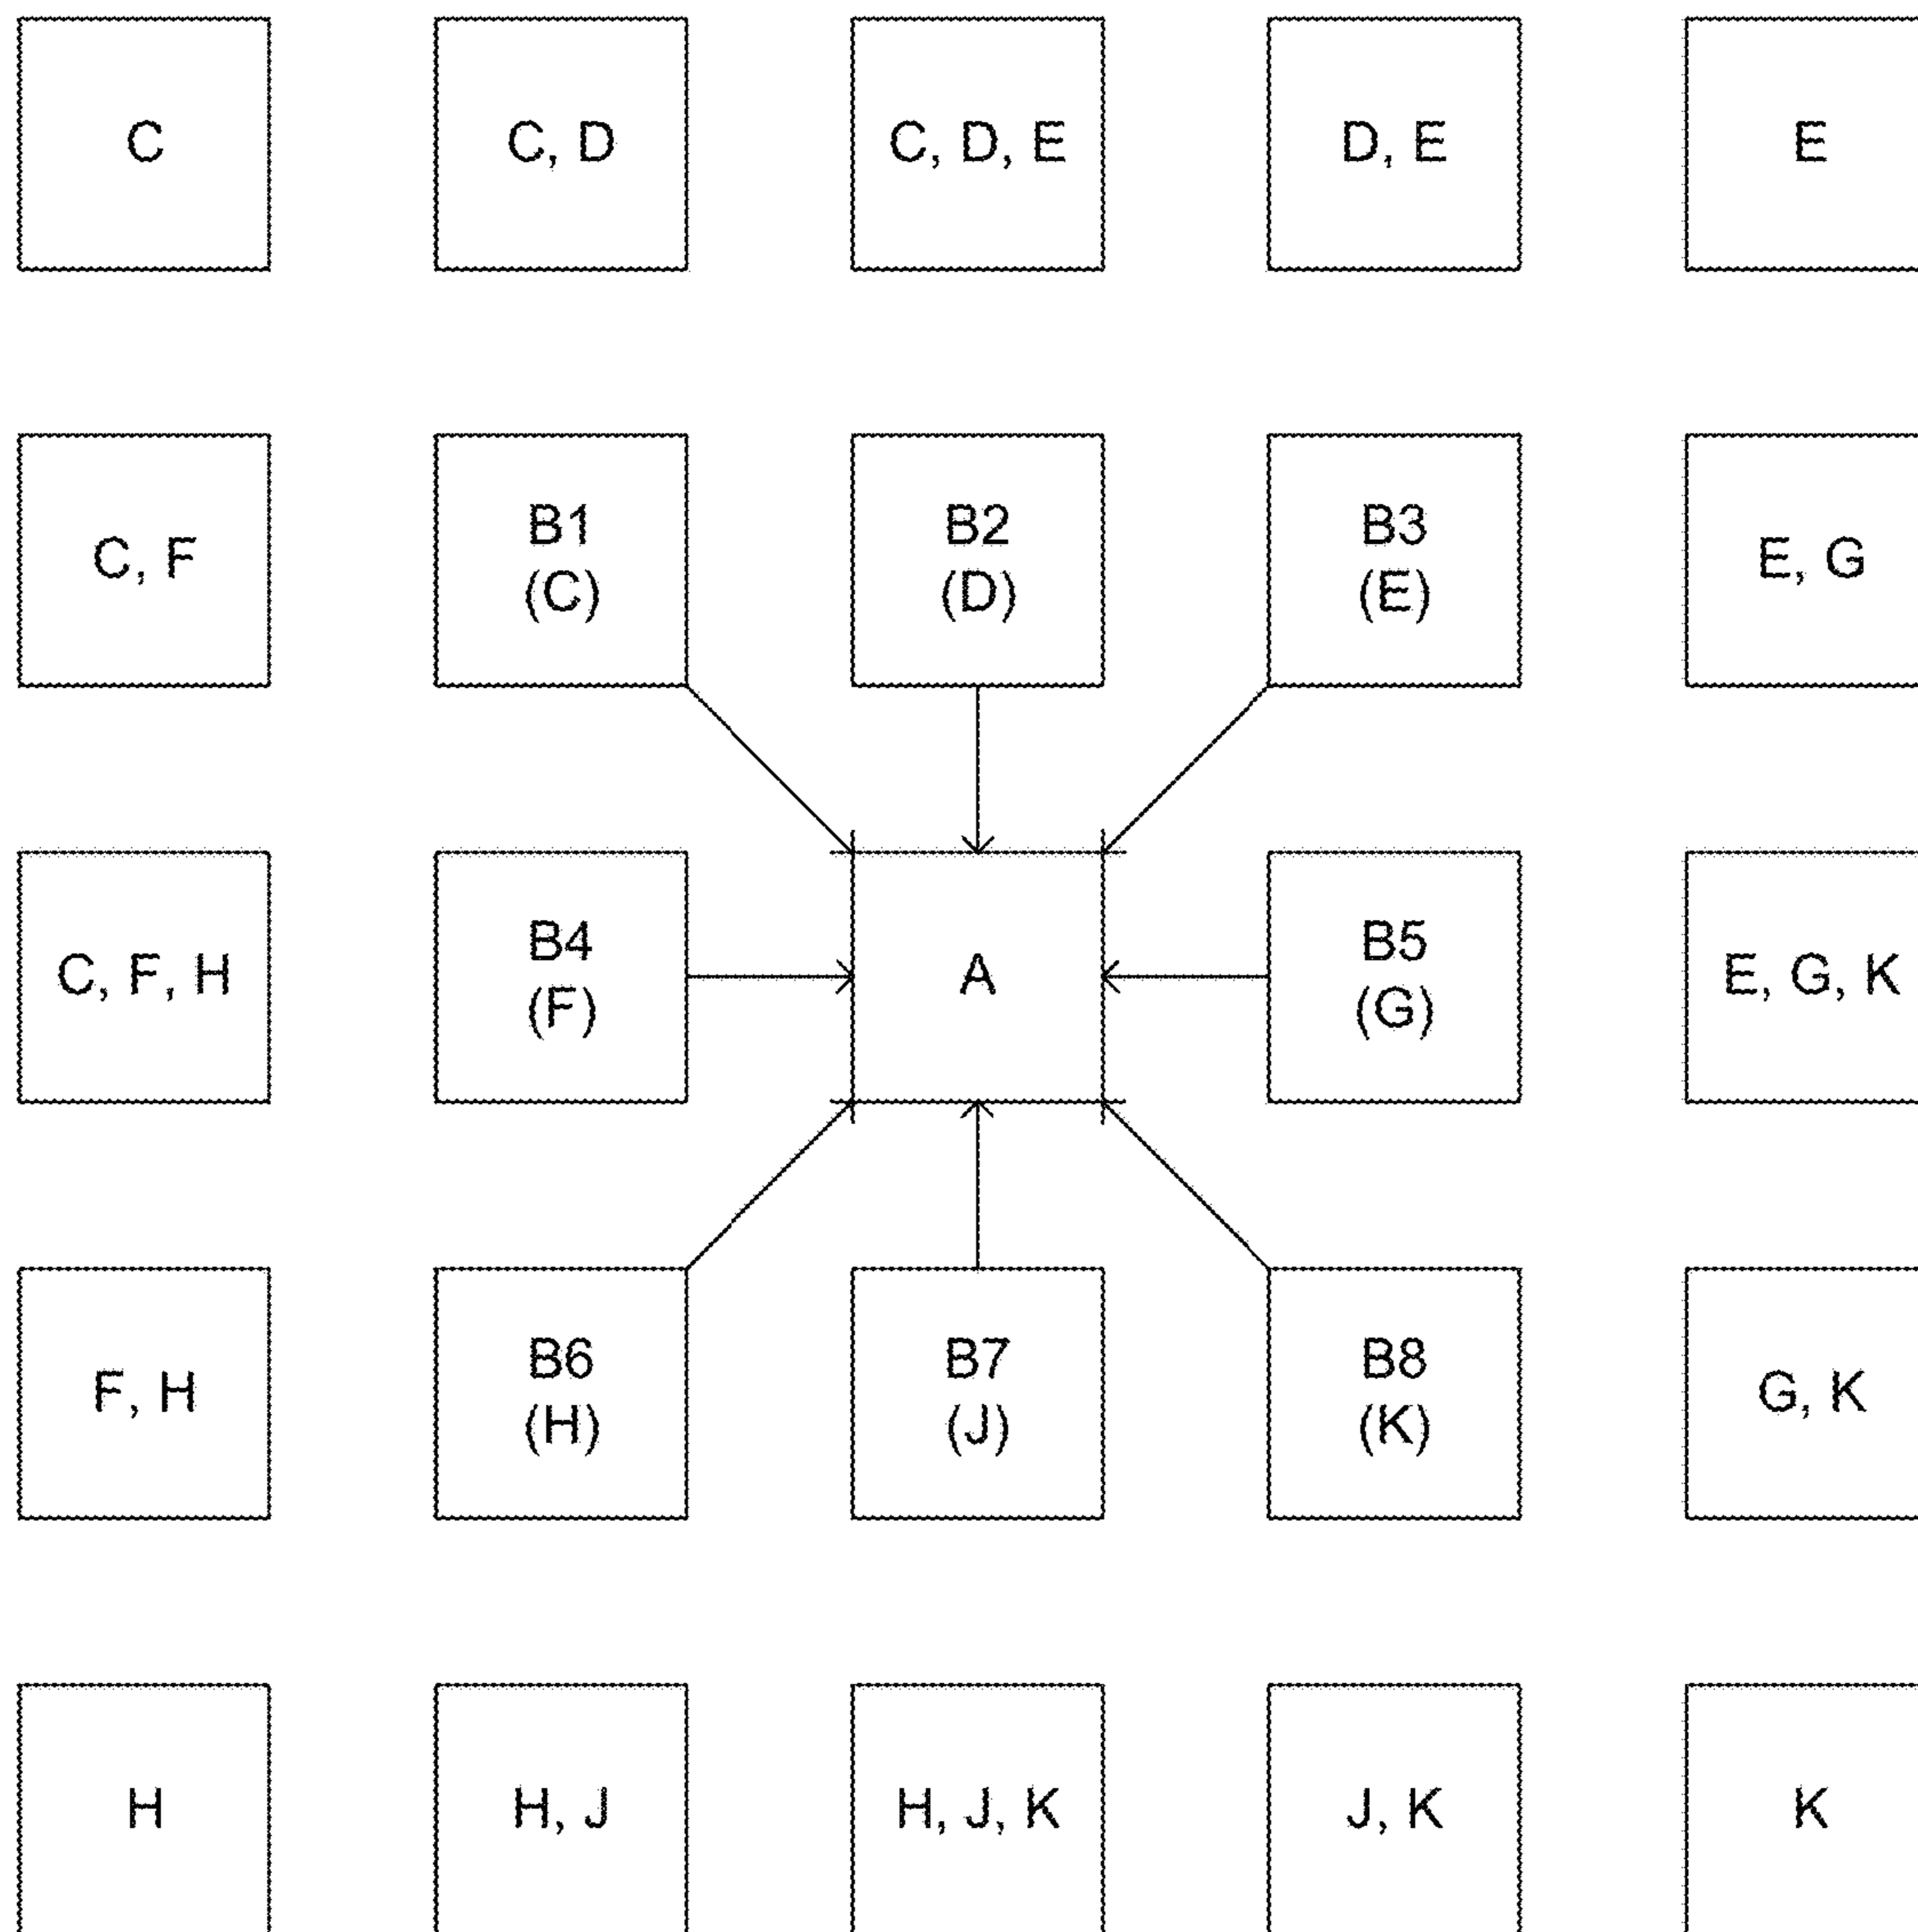 C
C, D
C, D, E
D, E
E
C, F
B1
(C)
B2
(D)
B3
(E)
E, G
C, F, H
B4
(F)
A
B5
(G)
E, G, K
F, H
B6
(H)
B7
(J)
B8
(K)
G, K
H
H, J
H, J, K
J, K
K